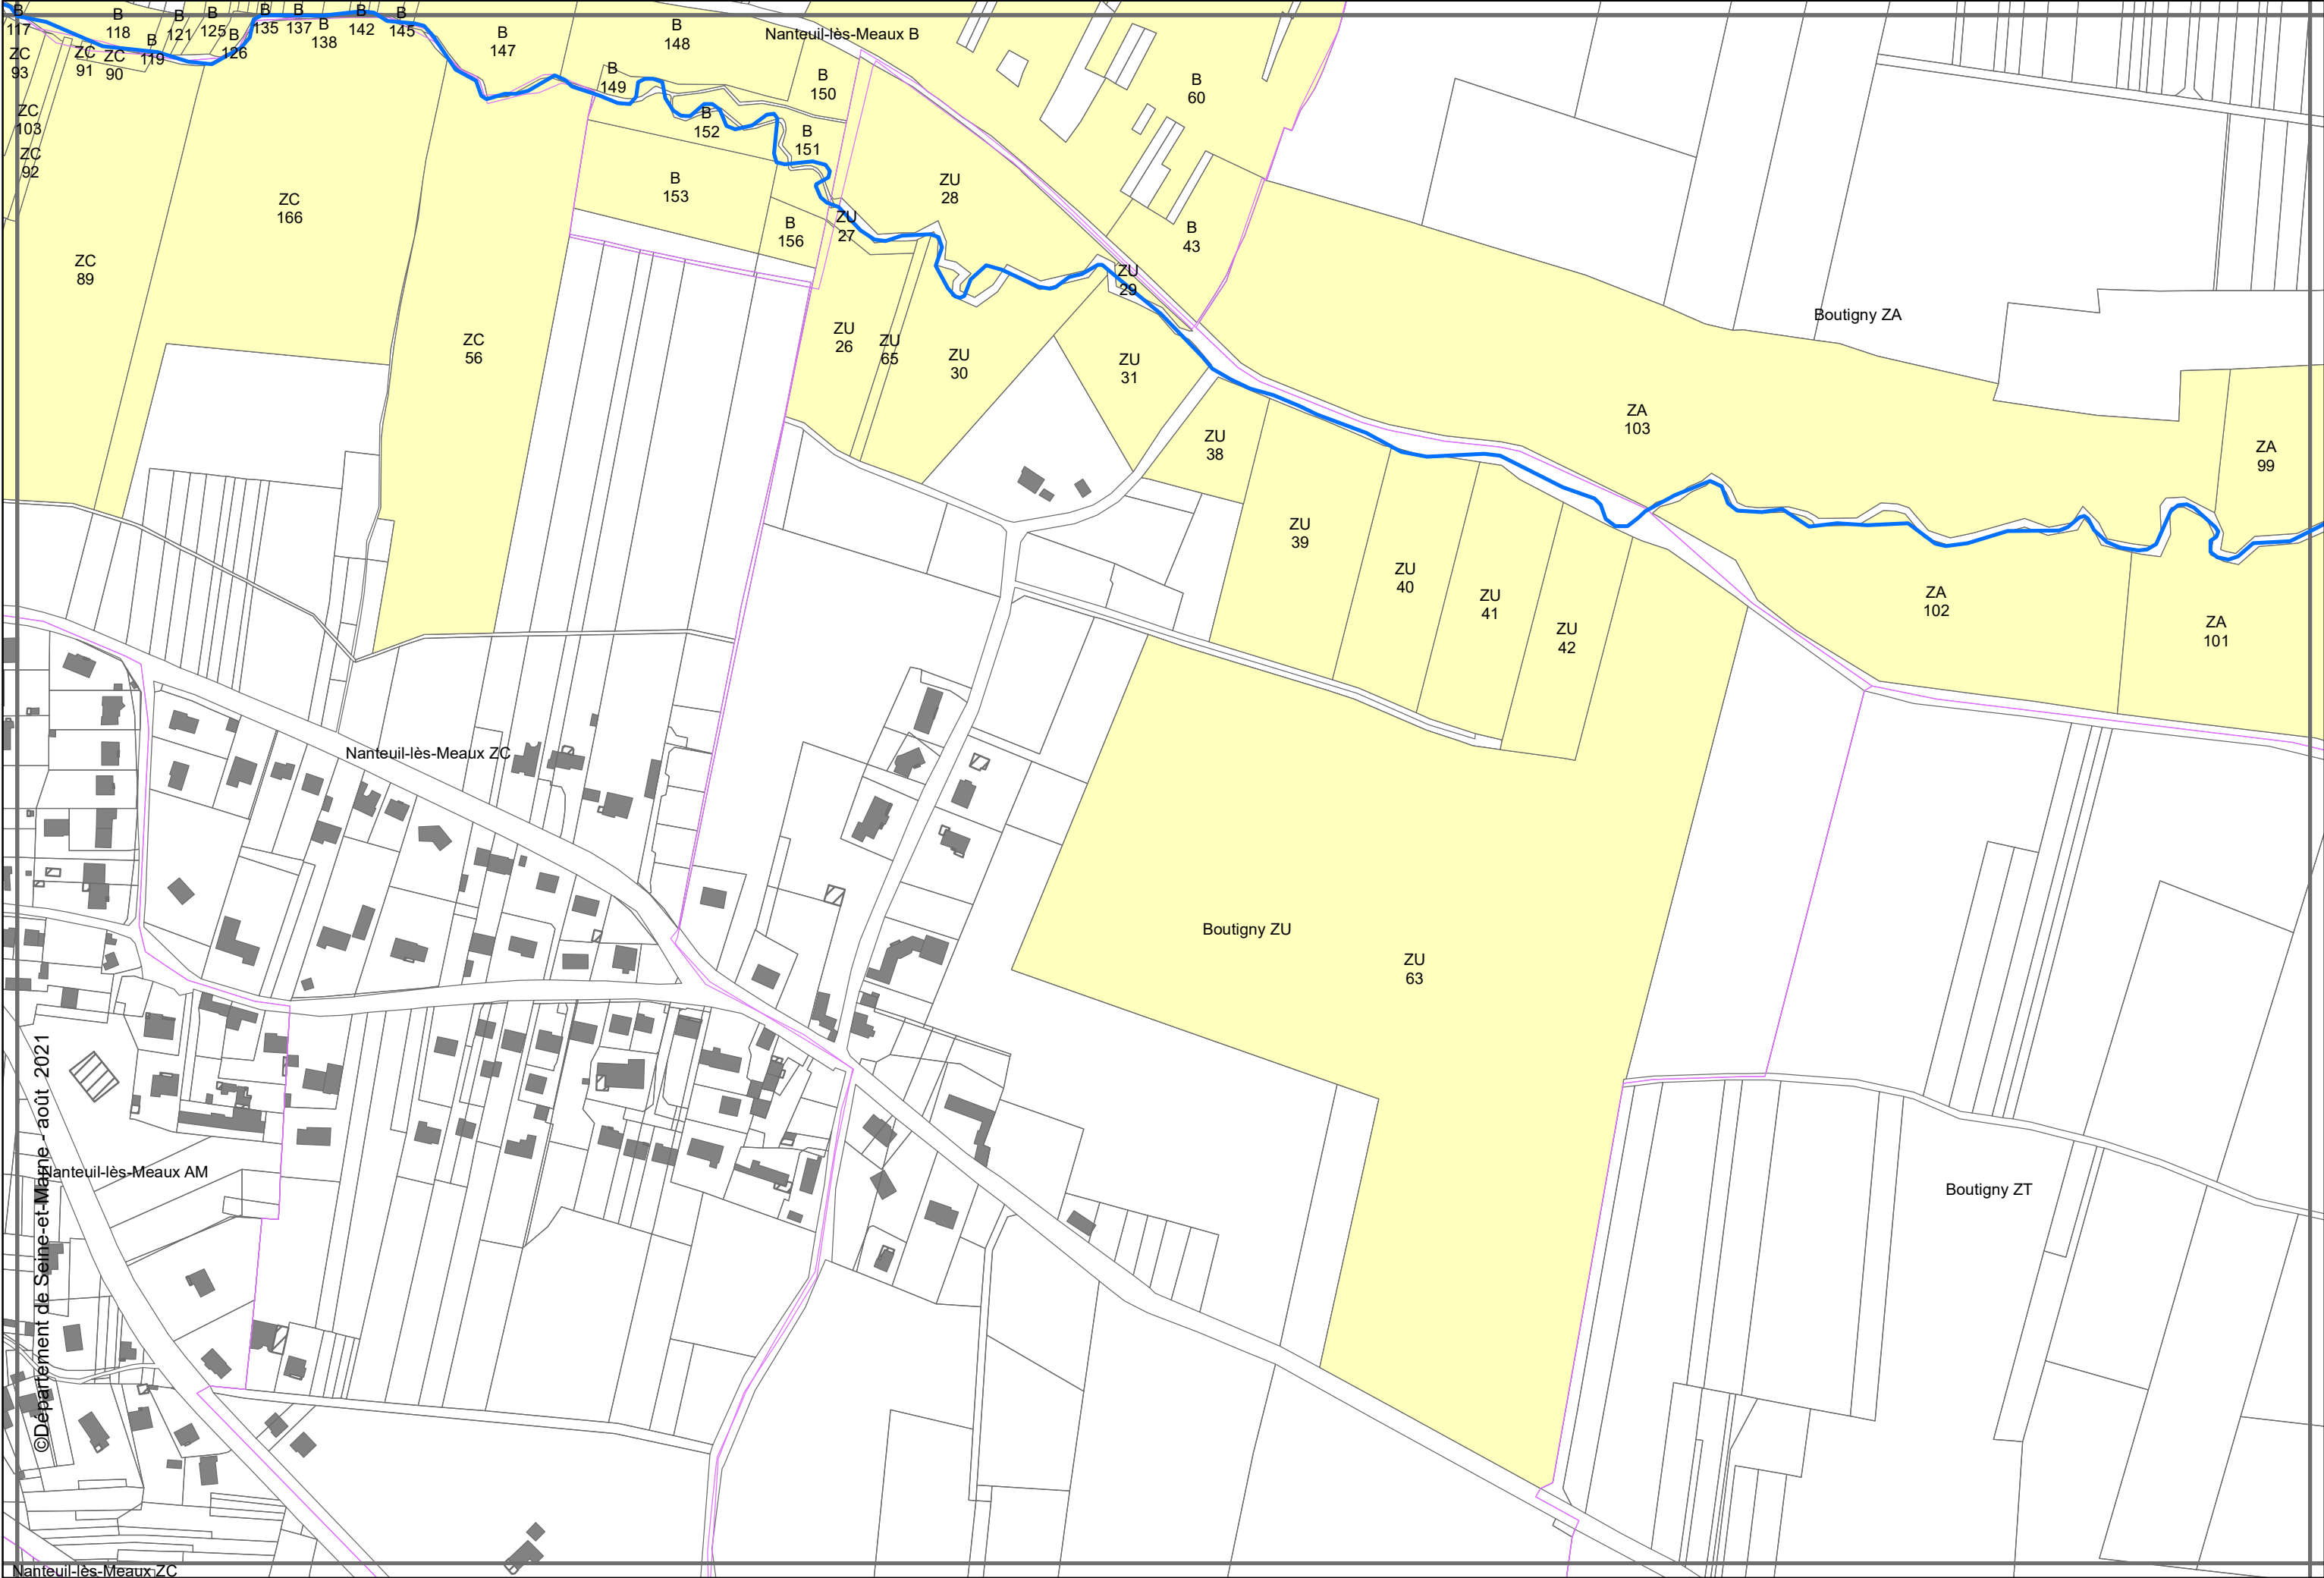 B
117
B
118
B
119
B
121
B
125
B
126
B
135
B
137
B
138
B
142
B
145
B
147
B
148
Nanteuil-lès-Meaux B
ZC
93
ZC
91
ZC
90
B
149
B
150
B
60
ZC
103
B
152
B
151
ZC
92
B
153
ZU
28
ZC
166
B
156
ZU
27
B
43
ZC
89
ZU
29
Boutigny ZA
ZC
56
ZU
26
ZU
65
ZU
30
ZU
31
ZA
103
ZU
38
ZA
99
ZU
39
ZU
40
ZU
41
ZU
42
ZA
102
ZA
101
Nanteuil-lès-Meaux ZC
Boutigny ZU
ZU
63
Nanteuil-lès-Meaux AM
Boutigny ZT
©Département de Seine-et-Marne - août 2021
Nanteuil-lès-Meaux ZC